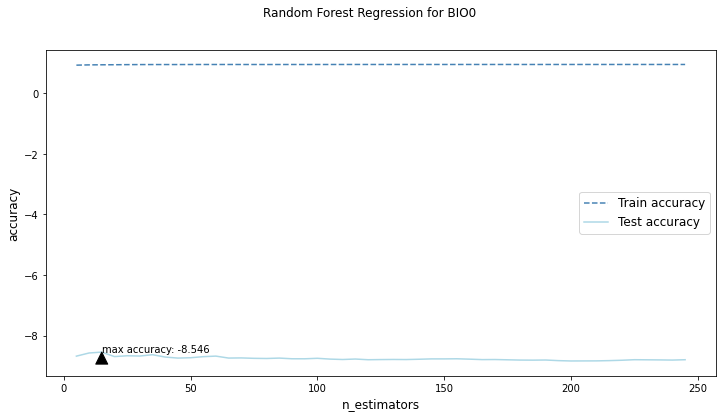 Random Forest Regression for BIO0
0
−2
−4
−6
−8
accuracy
Train accuracy
Test accuracy
max accuracy: -8.546
0
50
100
150
200
250
n_estimators